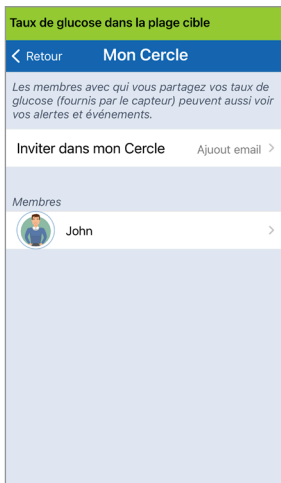 Taux de glucose dans la plage cible
Retour Mon Cercle
Les membres avec qui vous partagez vos taux de
glucose (fournis par le capteur) peuvent aussi voir
vos alertes et événements.
Inviter dans mon Cercle Ajuout email
Membres
John